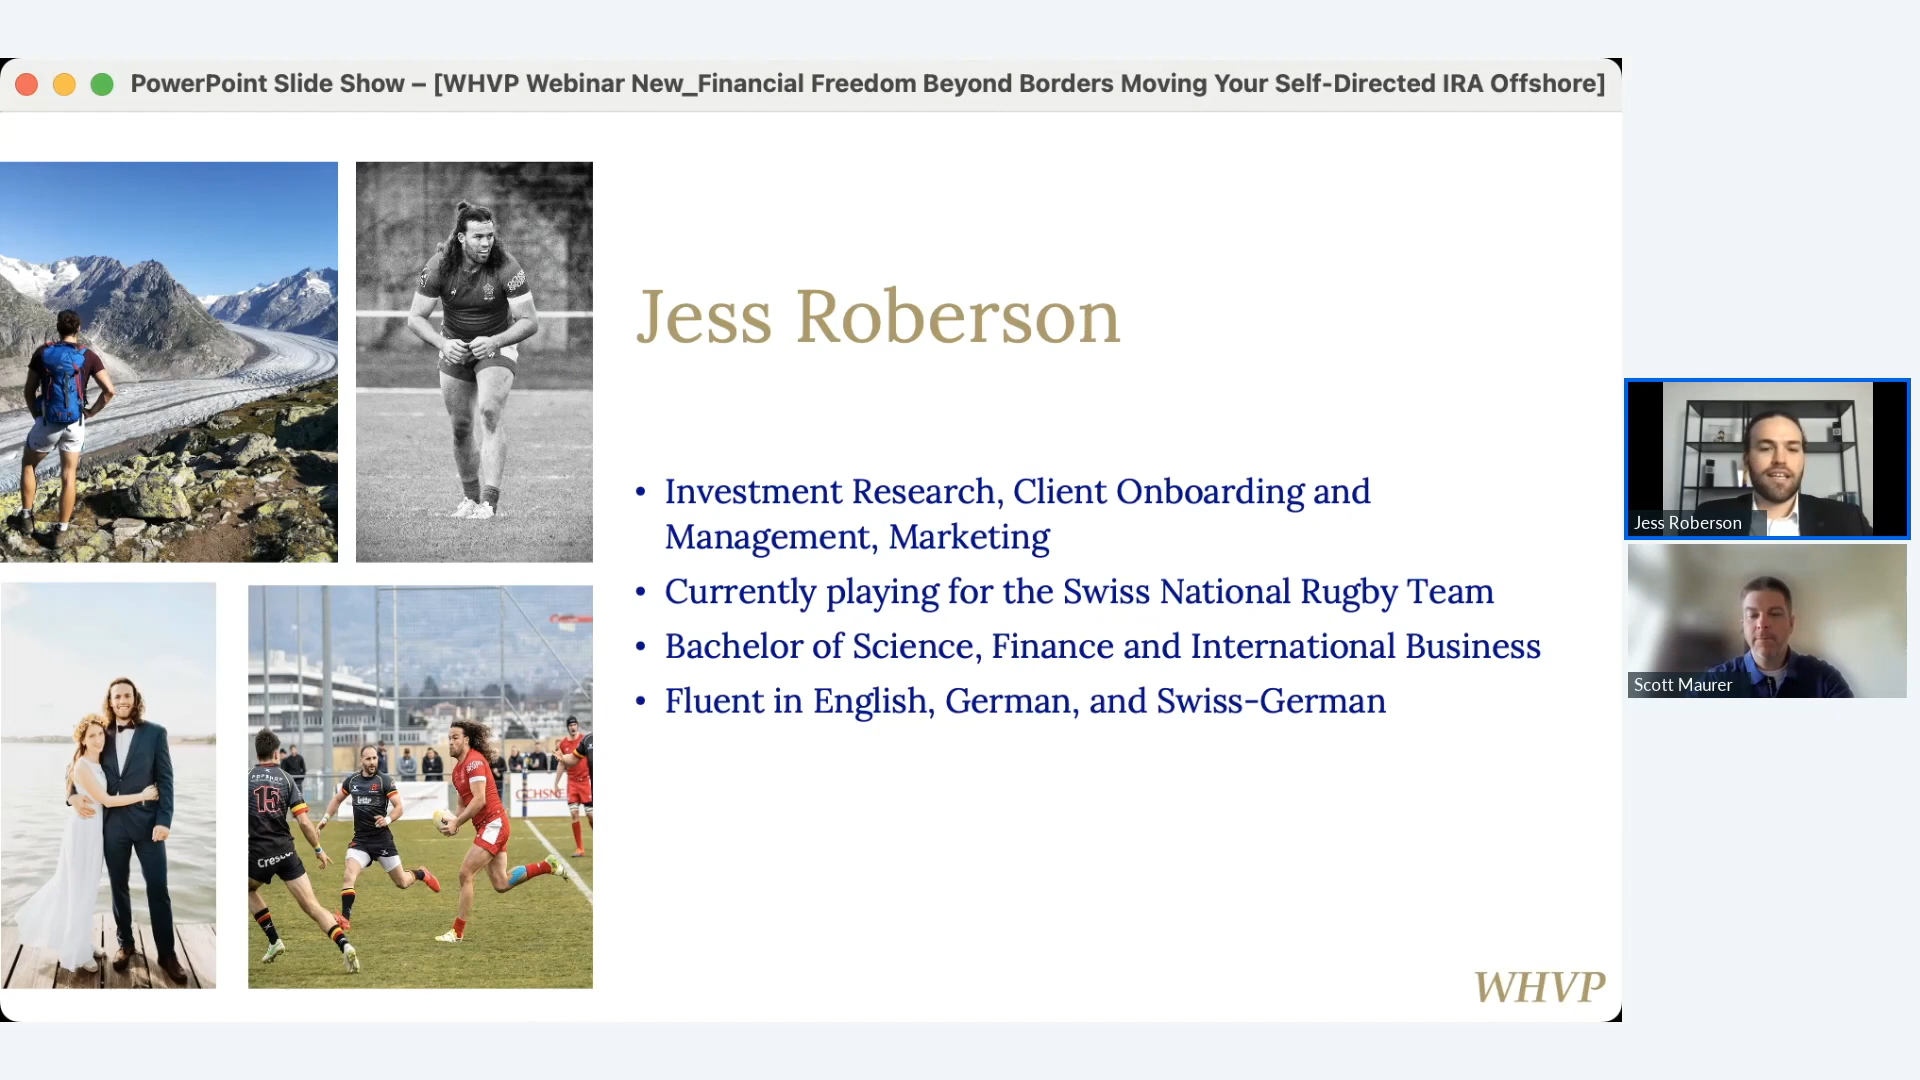 PowerPoint Slide Show – [WHVP Webinar New_Financial Freedom Beyond Borders Moving Your Self-Directed IRA Offshore]
Jess Roberson
• Investment Research, Client Onboarding and
Management, Marketing
• Currently playing for the Swiss National Rugby Team
• Bachelor of Science, Finance and International Business
• Fluent in English, German, and Swiss-German
15
WHVP
Jess Roberson
Scott Maurer